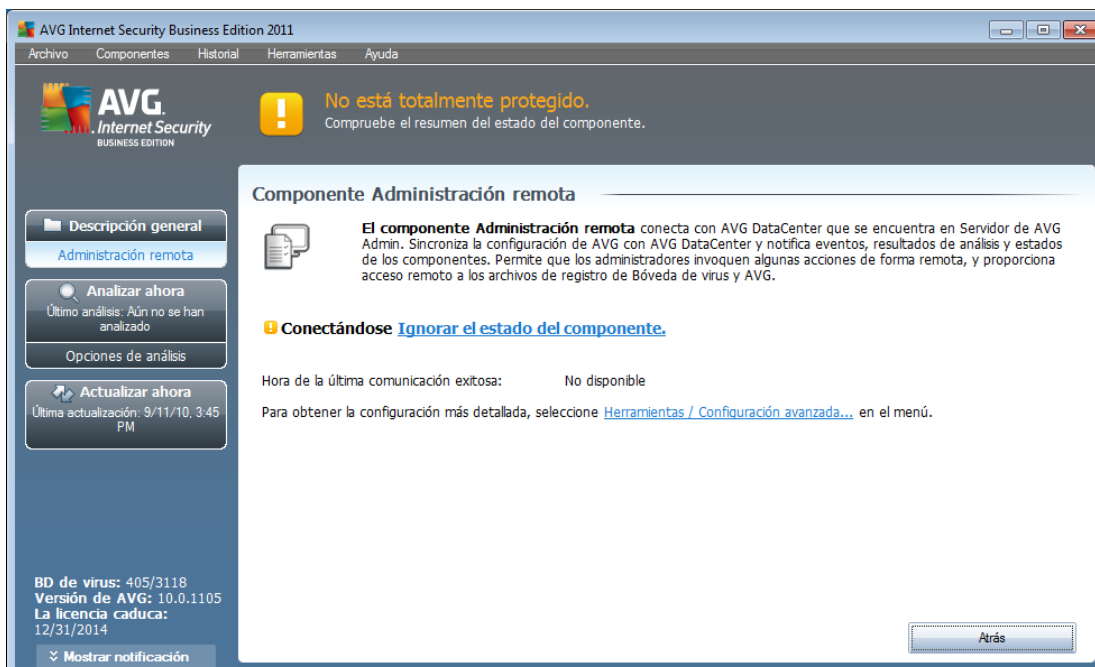 AVG Internet Security Business Edition 2011
Archivo Componentes Historial Herramientas Ayuda
AVG.
Internet Security
BUSINESS EDITION
No está totalmente protegido.
Compruebe el resumen del estado del componente.
Descripción general
Administración remota
Analizar ahora
Último análisis: Aún no se han
analizado
Opciones de análisis
Actualizar ahora
Última actualización: 9/11/10, 3:45
PM
BD de virus: 405/3118
Versión de AVG: 10.0.1105
La licencia caduca:
12/31/2014
Mostrar notificación
Componente Administración remota
El componente Administración remota conecta con AVG DataCenter que se encuentra en Servidor de AVG
Admin. Sincroniza la configuración de AVG con AVG DataCenter y notifica eventos, resultados de análisis y estados
de los componentes. Permite que los administradores invoquen algunas acciones de forma remota, y proporciona
acceso remoto a los archivos de registro de Bóveda de virus y AVG.
Conectándose Ignorar el estado del componente.
Hora de la última comunicación exitosa: No disponible
Para obtener la configuración más detallada, seleccione Herramientas / Configuración avanzada... en el menú.
Atrás